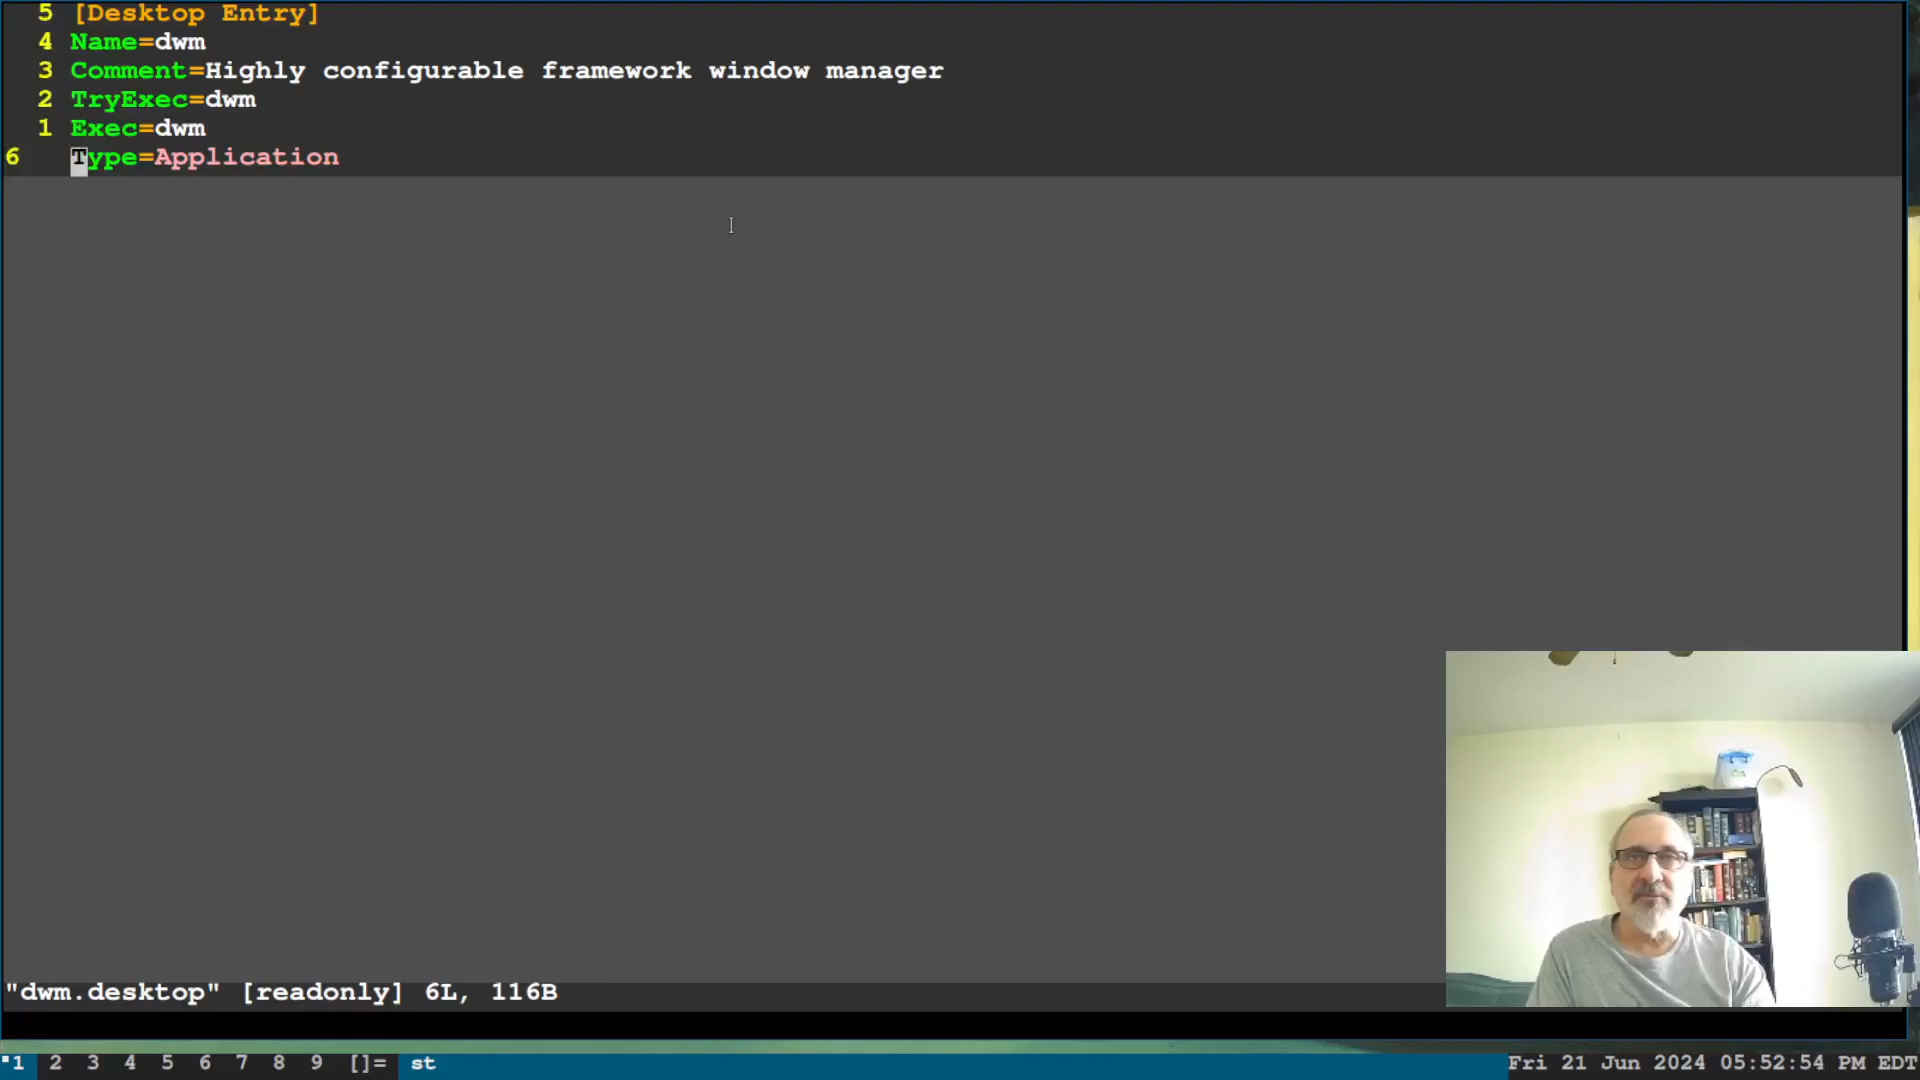 5 [Desktop Entry]
4 Name=dwm
3 Comment=Highly configurable framework window manager
2 TryExec=dwm
1 Exec=dwm
6 Type=Application
"dwm.desktop" [readonly] 6L, 116B
1 2 3 4 5 6 7 8 9 []= st Fri 21 Jun 2024 05:52:54 PM EDT